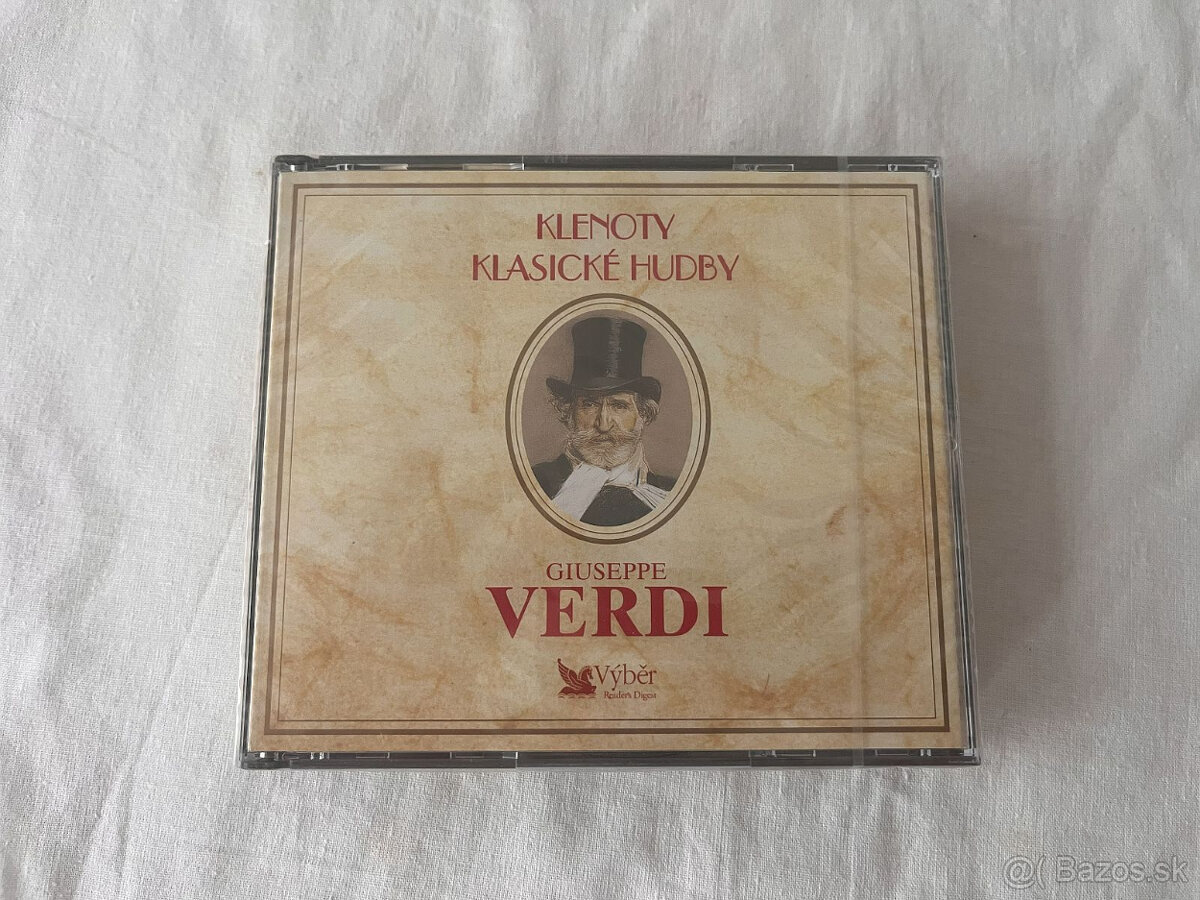 KLENOTY
KLASICKÉ HUDBY
GIUSEPPE
VERDI
Výběr
Reader's Digest
@( Bazos.sk